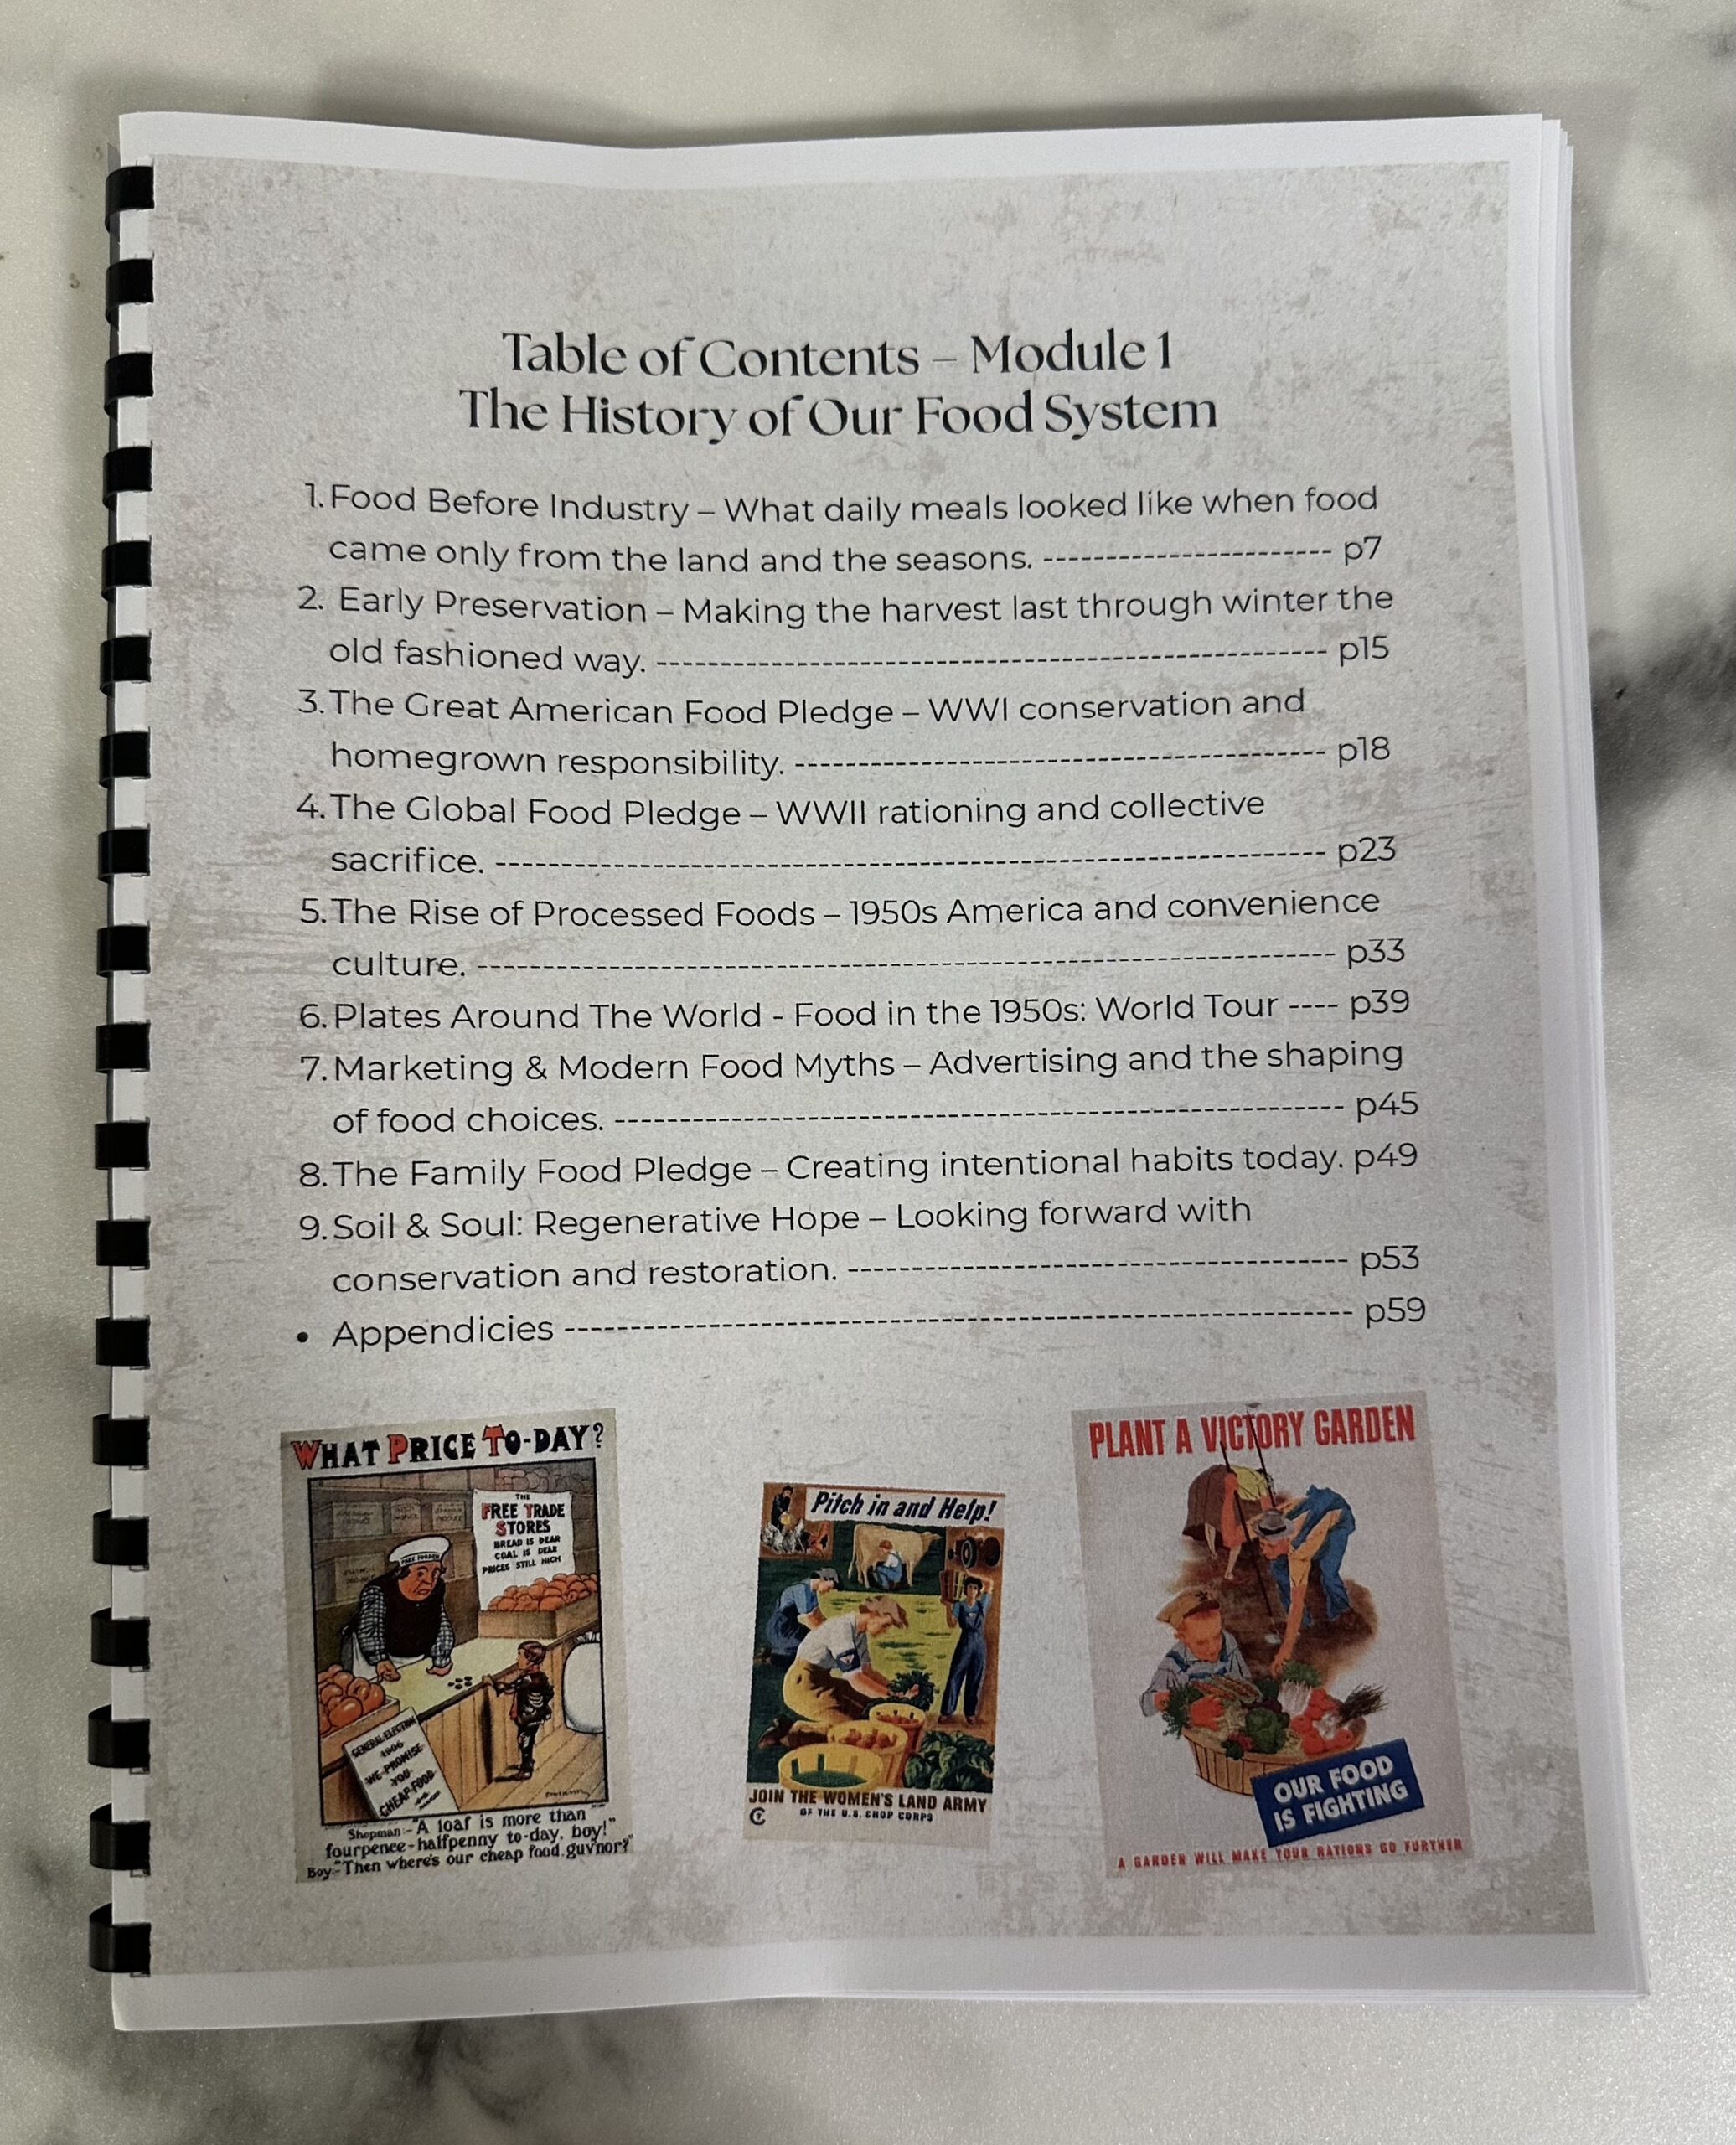 Table of Contents – Module 1
The History of Our Food System
1. Food Before Industry – What daily meals looked like when food
came only from the land and the seasons. ---------------------- p7
2. Early Preservation – Making the harvest last through winter the
old fashioned way. ---------------------------------------------------- p15
3. The Great American Food Pledge – WWI conservation and
homegrown responsibility. ----------------------------------------- p18
4. The Global Food Pledge – WWII rationing and collective
sacrifice. ---------------------------------------------------------------- p23
5. The Rise of Processed Foods – 1950s America and convenience
culture. ------------------------------------------------------------------ p33
6. Plates Around The World - Food in the 1950s: World Tour ---- p39
7. Marketing & Modern Food Myths – Advertising and the shaping
of food choices. -------------------------------------------------------- p45
8. The Family Food Pledge – Creating intentional habits today. p49
9. Soil & Soul: Regenerative Hope – Looking forward with
conservation and restoration. -------------------------------------- p53
• Appendicies ------------------------------------------------------------ p59
WHAT PRICE TO-DAY?
THE
FREE TRADE
STORES
BREAD IS DEAR
COAL IS DEAR
PRICES STILL HIGH
GENERAL ELECTION
1906
WE PROMISE
YOU
CHEAP FOOD
Shopman:- "A loaf is more than
fourpence-halfpenny to-day, boy!"
Boy:- "Then where's our cheap food, guv'nor?"
Pitch in and Help!
JOIN THE WOMEN'S LAND ARMY
OF THE U.S. CROP CORPS
PLANT A VICTORY GARDEN
OUR FOOD
IS FIGHTING
A GARDEN WILL MAKE YOUR RATIONS GO FURTHER